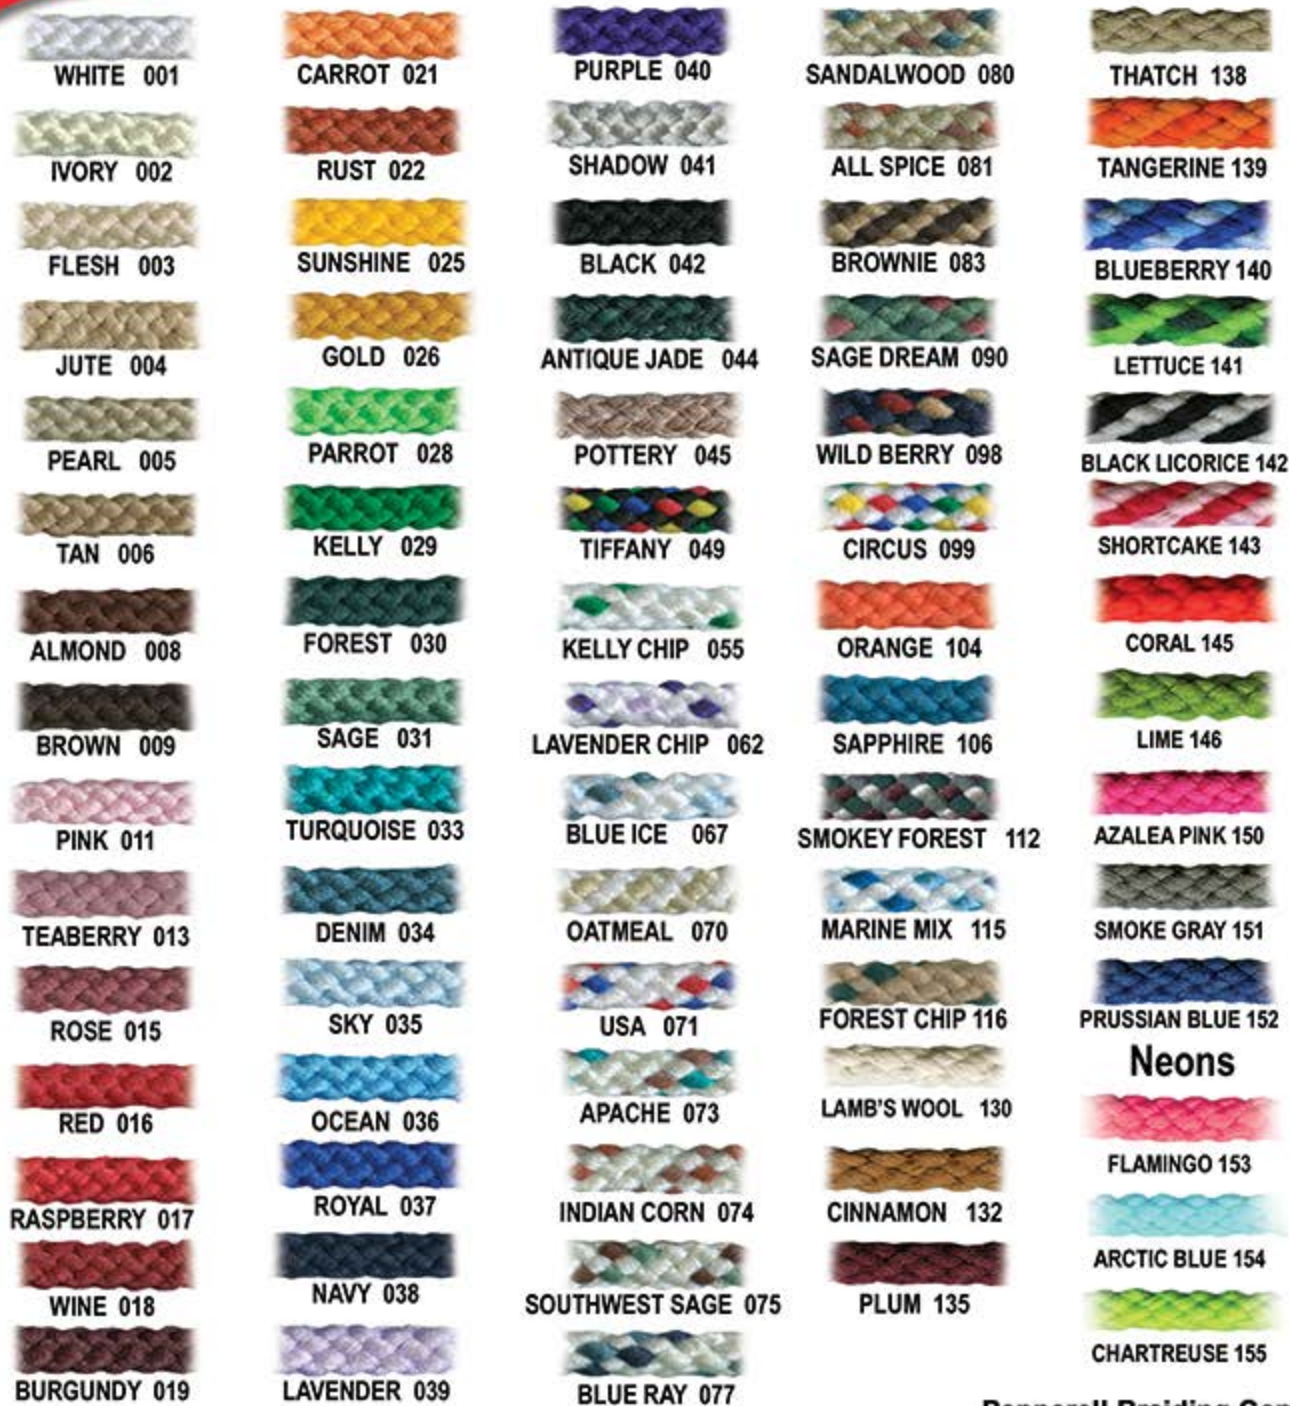 WHITE 001
IVORY 002
FLESH 003
JUTE 004
PEARL 005
TAN 006
ALMOND 008
BROWN 009
PINK 011
TEABERRY 013
ROSE 015
RED 016
RASPBERRY 017
WINE 018
BURGUNDY 019
CARROT 021
RUST 022
SUNSHINE 025
GOLD 026
PARROT 028
KELLY 029
FOREST 030
SAGE 031
TURQUOISE 033
DENIM 034
SKY 035
OCEAN 036
ROYAL 037
NAVY 038
LAVENDER 039
PURPLE 040
SHADOW 041
BLACK 042
ANTIQUE JADE 044
POTTERY 045
TIFFANY 049
KELLY CHIP 055
LAVENDER CHIP 062
BLUE ICE 067
OATMEAL 070
USA 071
APACHE 073
INDIAN CORN 074
SOUTHWEST SAGE 075
BLUE RAY 077
SANDALWOOD 080
ALL SPICE 081
BROWNIE 083
SAGE DREAM 090
WILD BERRY 098
CIRCUS 099
ORANGE 104
SAPPHIRE 106
SMOKEY FOREST 112
MARINE MIX 115
FOREST CHIP 116
LAMB'S WOOL 130
CINNAMON 132
PLUM 135
THATCH 138
TANGERINE 139
BLUEBERRY 140
LETTUCE 141
BLACK LICORICE 142
SHORTCAKE 143
CORAL 145
LIME 146
AZALEA PINK 150
SMOKE GRAY 151
PRUSSIAN BLUE 152
Neons
FLAMINGO 153
ARCTIC BLUE 154
CHARTREUSE 155